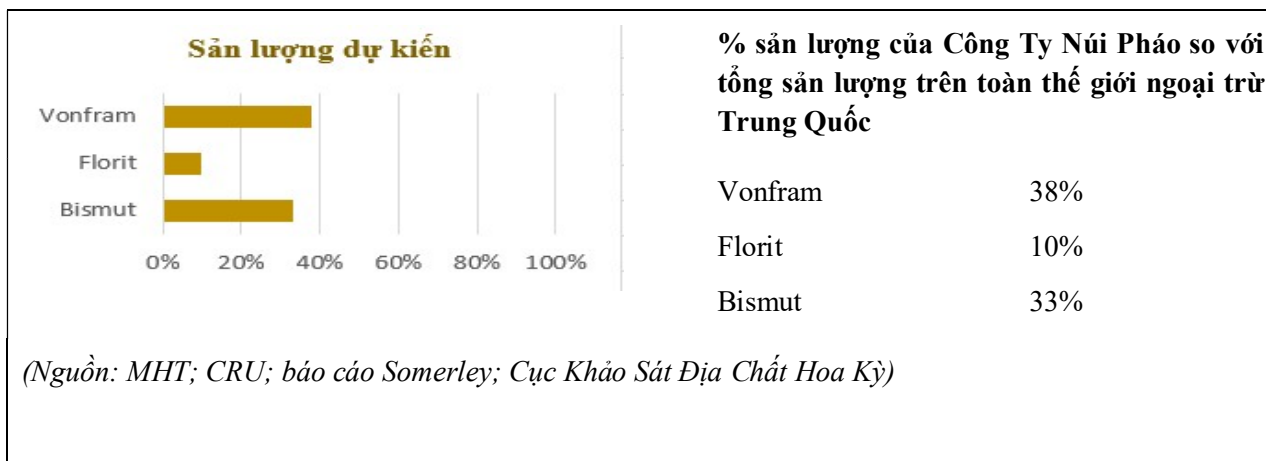 Sản lượng dự kiến
Vonfram
Florit
Bismut
0% 20% 40% 60% 80% 100%
% sản lượng của Công Ty Núi Pháo so với
tổng sản lượng trên toàn thế giới ngoại trừ
Trung Quốc
Vonfram 38%
Florit 10%
Bismut 33%
(Nguồn: MHT; CRU; báo cáo Somerley; Cục Khảo Sát Địa Chất Hoa Kỳ)